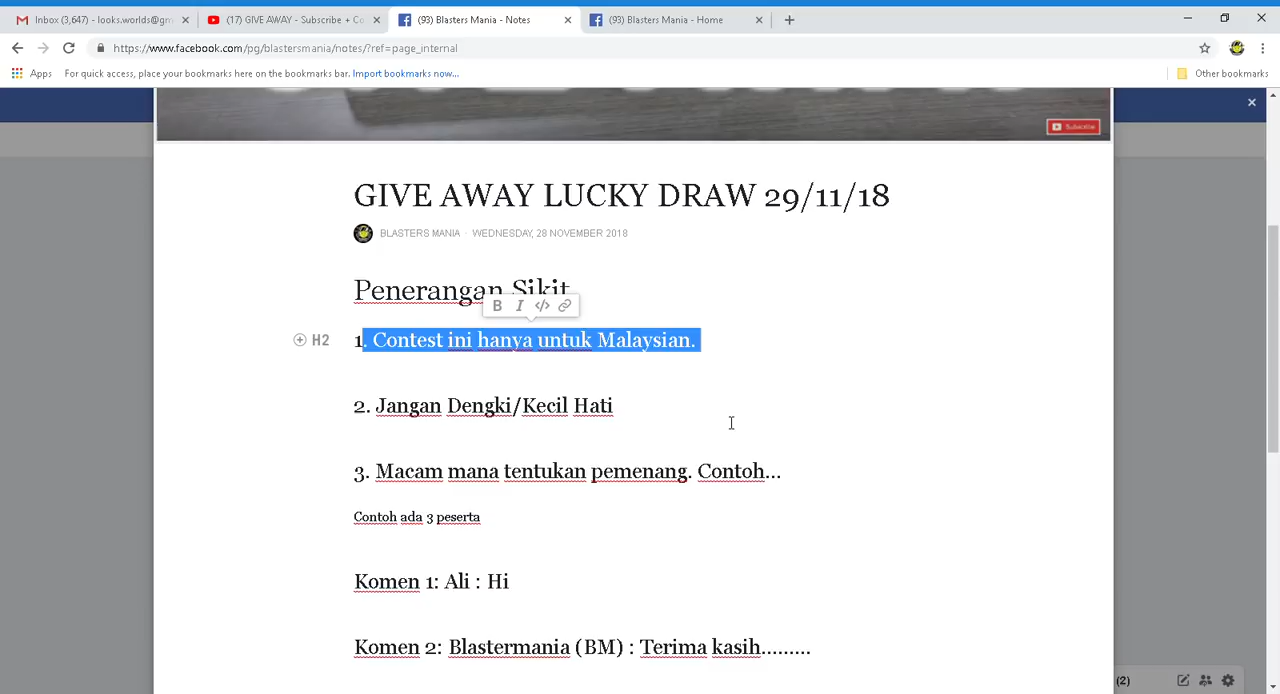 Inbox (3,647) - looks.worlds@gm
(17) GIVE AWAY - Subscribe + Co
(93) Blasters Mania - Notes
(93) Blasters Mania - Home
https://www.facebook.com/pg/blastersmania/notes/?ref=page_internal
Apps For quick access, place your bookmarks here on the bookmarks bar. Import bookmarks now... Other bookmarks
Subscribe
GIVE AWAY LUCKY DRAW 29/11/18
BLASTERS MANIA · WEDNESDAY, 28 NOVEMBER 2018
Penerangan Sikit
B I </>
H2 1. Contest ini hanya untuk Malaysian.
2. Jangan Dengki/Kecil Hati
3. Macam mana tentukan pemenang. Contoh...
Contoh ada 3 peserta
Komen 1: Ali : Hi
Komen 2: Blastermania (BM) : Terima kasih.........
(2)